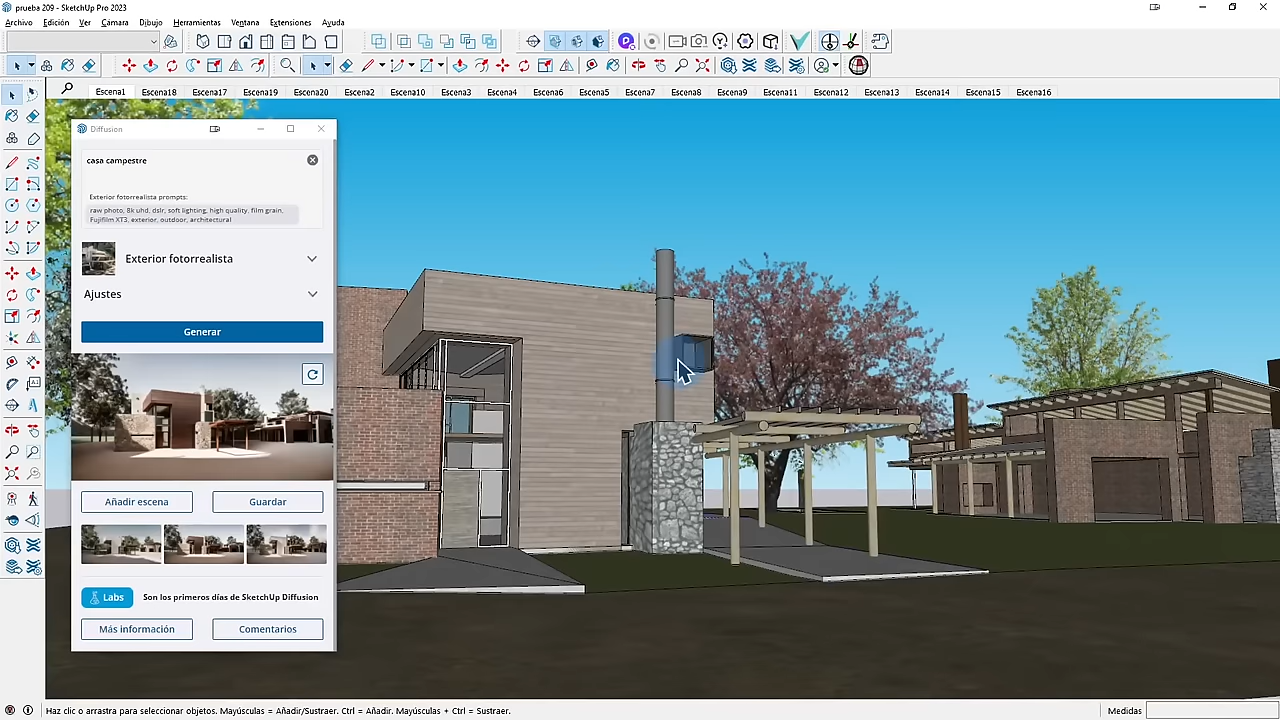 prueba 209 - SketchUp Pro 2023
Archivo Edición Ver Cámara Dibujo Herramientas Ventana Extensiones Ayuda
Escena1 Escena18 Escena17 Escena19 Escena20 Escena2 Escena10 Escena3 Escena4 Escena6 Escena5 Escena7 Escena8 Escena9 Escena11 Escena12 Escena13 Escena14 Escena15 Escena16
Diffusion
casa campestre
Exterior fotorrealista prompts:
raw photo, 8k uhd, dslr, soft lighting, high quality, film grain,
Fujifilm XT3, exterior, outdoor, architectural
Exterior fotorrealista
Ajustes
Generar
Añadir escena Guardar
Labs Son los primeros días de SketchUp Diffusion
Más información Comentarios
Haz clic o arrastra para seleccionar objetos. Mayúsculas = Añadir/Sustraer. Ctrl = Añadir. Mayúsculas + Ctrl = Sustraer.
Medidas